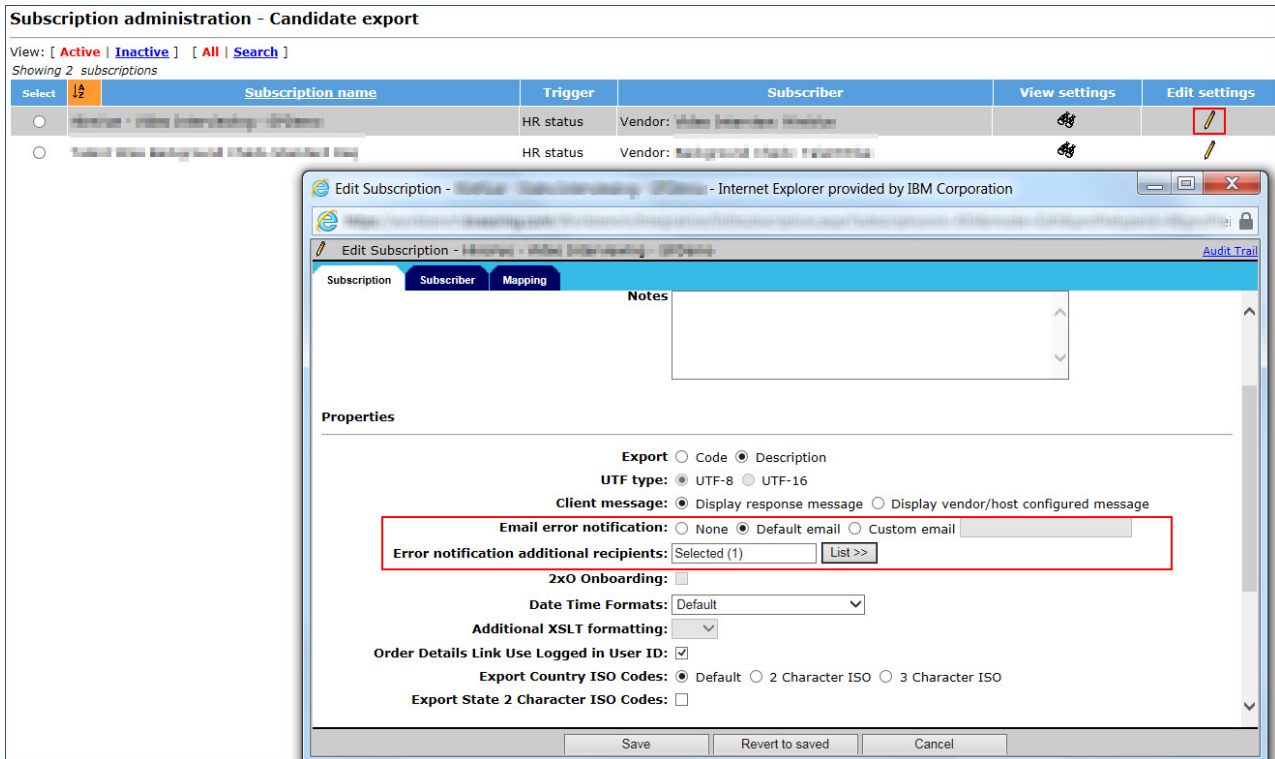 Subscription administration - Candidate export
View: [ Active | Inactive ] [ All | Search ]
Showing 2 subscriptions
Select Subscription name Trigger Subscriber View settings Edit settings
HR status Vendor:
HR status Vendor:
Edit Subscription - - Internet Explorer provided by IBM Corporation
Edit Subscription - Audit Trail
Subscription Subscriber Mapping
Notes
Properties
Export Code Description
UTF type: UTF-8 UTF-16
Client message: Display response message Display vendor/host configured message
Email error notification: None Default email Custom email
Error notification additional recipients: Selected (1) List >>
2xO Onboarding:
Date Time Formats: Default
Additional XSLT formatting:
Order Details Link Use Logged in User ID:
Export Country ISO Codes: Default 2 Character ISO 3 Character ISO
Export State 2 Character ISO Codes:
Save Revert to saved Cancel